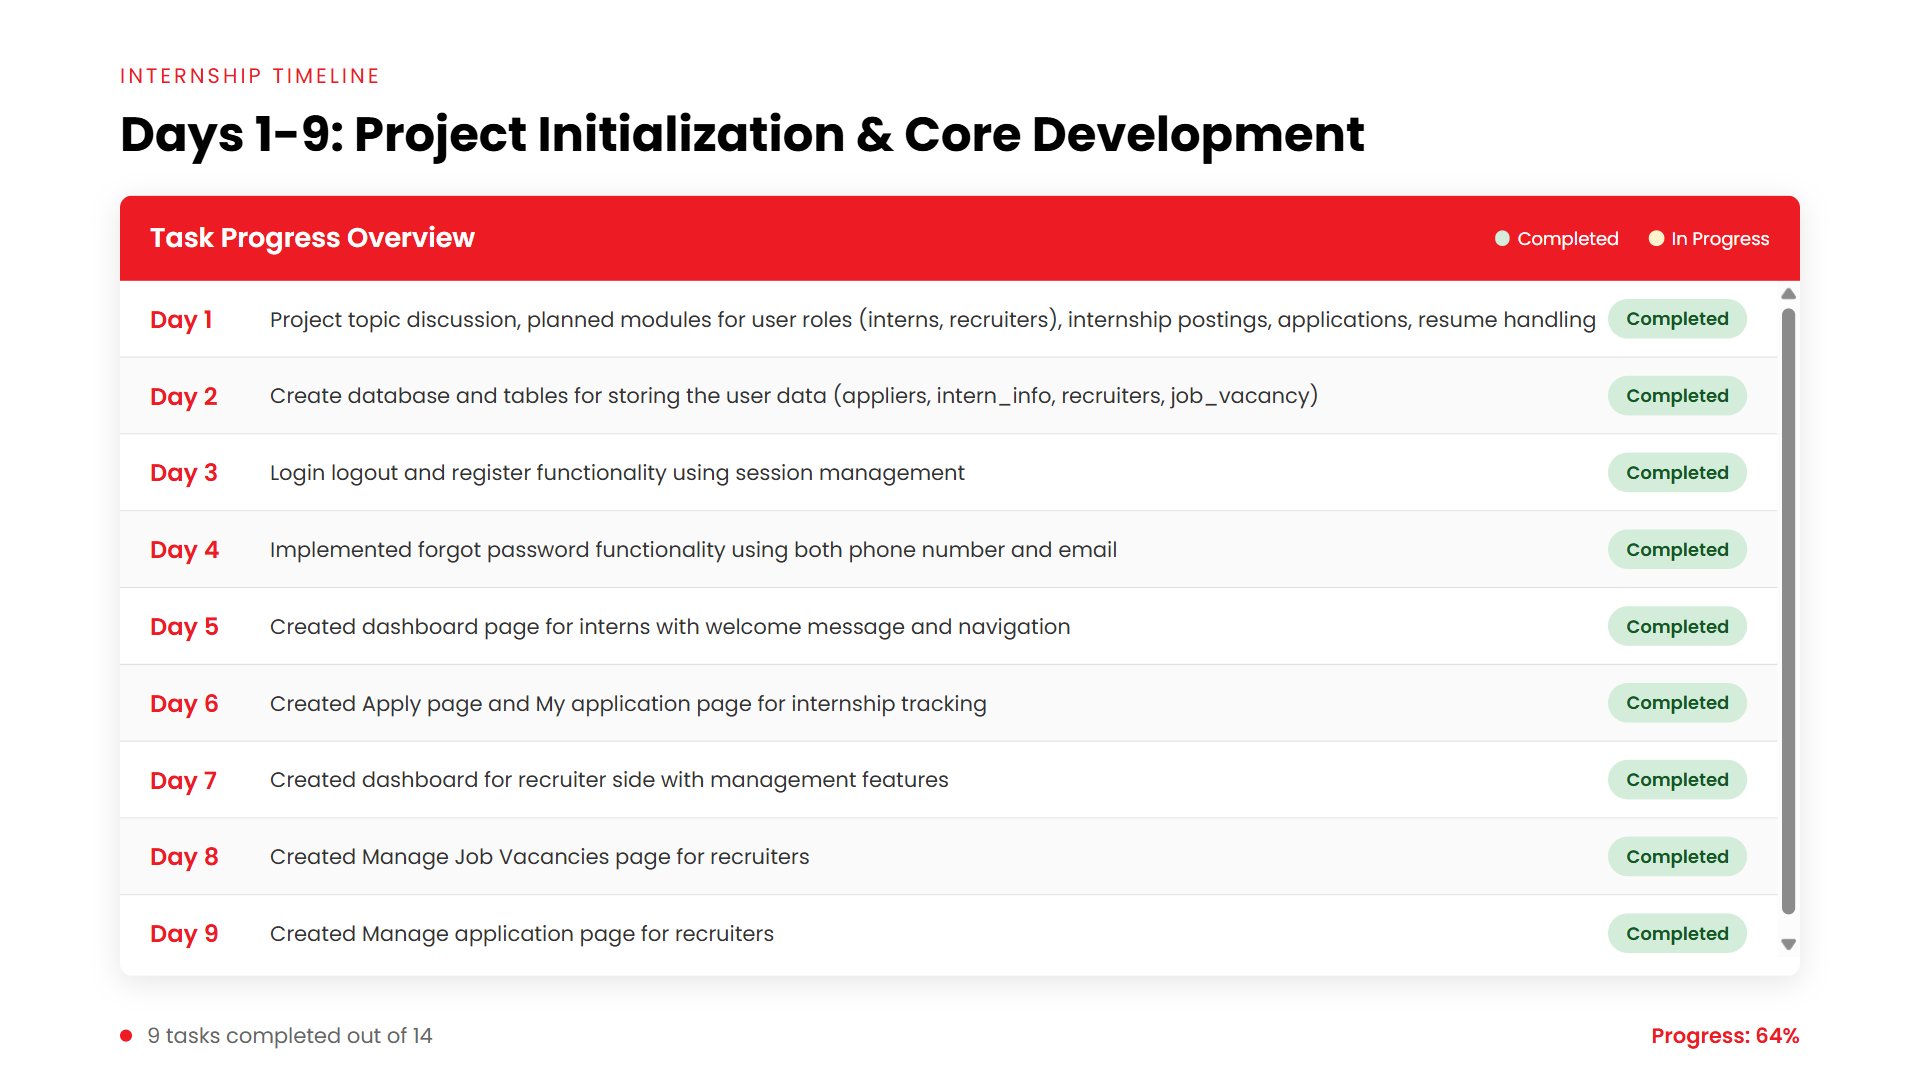 INTERNSHIP TIMELINE
Days 1-9: Project Initialization & Core Development
Task Progress Overview
Completed
In Progress
Day 1 Project topic discussion, planned modules for user roles (interns, recruiters), internship postings, applications, resume handling Completed
Day 2 Create database and tables for storing the user data (appliers, intern_info, recruiters, job_vacancy) Completed
Day 3 Login logout and register functionality using session management Completed
Day 4 Implemented forgot password functionality using both phone number and email Completed
Day 5 Created dashboard page for interns with welcome message and navigation Completed
Day 6 Created Apply page and My application page for internship tracking Completed
Day 7 Created dashboard for recruiter side with management features Completed
Day 8 Created Manage Job Vacancies page for recruiters Completed
Day 9 Created Manage application page for recruiters Completed
9 tasks completed out of 14
Progress: 64%